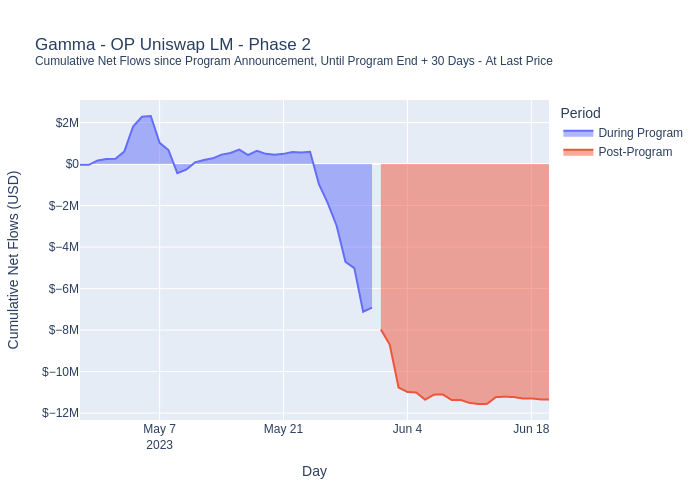 Gamma - OP Uniswap LM - Phase 2
Cumulative Net Flows since Program Announcement, Until Program End + 30 Days - At Last Price
Period
During Program
Post-Program
Cumulative Net Flows (USD)
$2M
$0
$−2M
$−4M
$−6M
$−8M
$−10M
$−12M
May 7
2023
May 21
Jun 4
Jun 18
Day